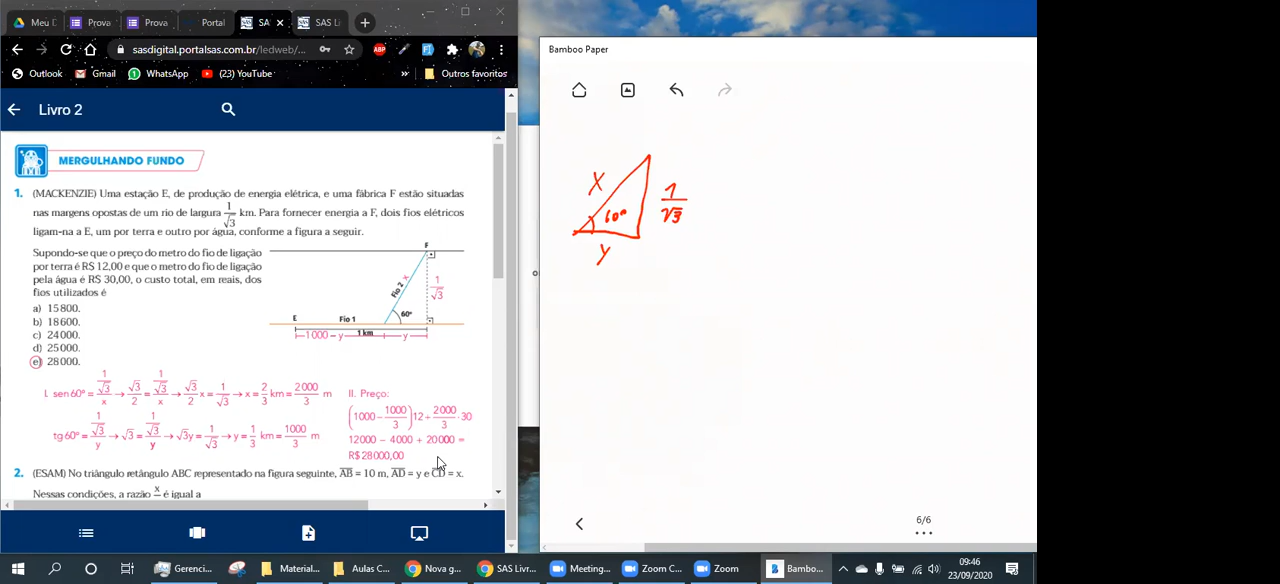 Meu D
Prova
Prova
Portal
SAS
SAS Li
sasdigital.portalsas.com.br/ledweb/...
Outlook
Gmail
WhatsApp
(23) YouTube
»
Outros favoritos
Livro 2
MERGULHANDO FUNDO
1. (MACKENZIE) Uma estação E, de produção de energia elétrica, e uma fábrica F estão situadas
nas margens opostas de um rio de largura 1/√3 km. Para fornecer energia a F, dois fios elétricos
ligam-na a E, um por terra e outro por água, conforme a figura a seguir.
Supondo-se que o preço do metro do fio de ligação
por terra é R$ 12,00 e que o metro do fio de ligação
pela água é R$ 30,00, o custo total, em reais, dos
fios utilizados é
a) 15 800.
b) 18 600.
c) 24 000.
d) 25 000.
e) 28 000.
F
Fio 2 x
1/√3
E
Fio 1
60º
1 km
1 000 – y
y
I. sen 60º = (1/√3)/x → √3/2 = (1/√3)/x → √3/2 x = 1/√3 → x = 2/3 km = 2 000/3 m
tg 60º = (1/√3)/y → √3 = (1/√3)/y → √3y = 1/√3 → y = 1/3 km = 1000/3 m
II. Preço:
(1000 – 1000/3)12 + 2000/3 · 30
12000 – 4000 + 20000 =
R$ 28000,00
2. (ESAM) No triângulo retângulo ABC representado na figura seguinte, AB = 10 m, AD = y e CD = x.
Nessas condições, a razão x/ é igual a
Bamboo Paper
x
60º
1/√3
y
6/6
Gerenci...
Material...
Aulas C...
Nova g...
SAS Livr...
Meeting...
Zoom C...
Zoom
Bambo...
09:46
23/09/2020